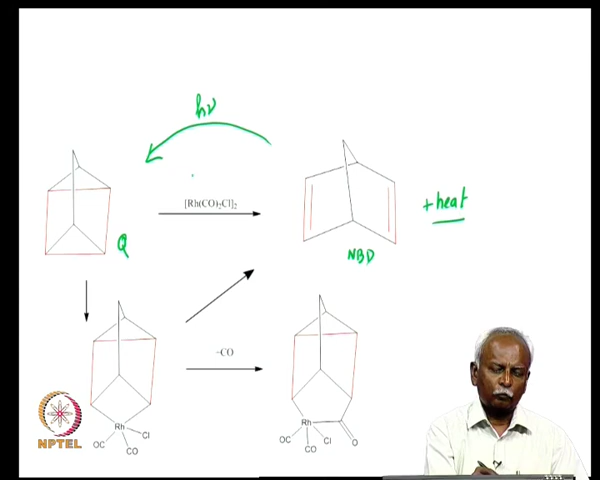 hν
[Rh(CO)₂Cl]₂
+ heat
Q
NBD
-CO
Rh
Cl
OC
CO
Rh
OC
CO
Cl
O
NPTEL